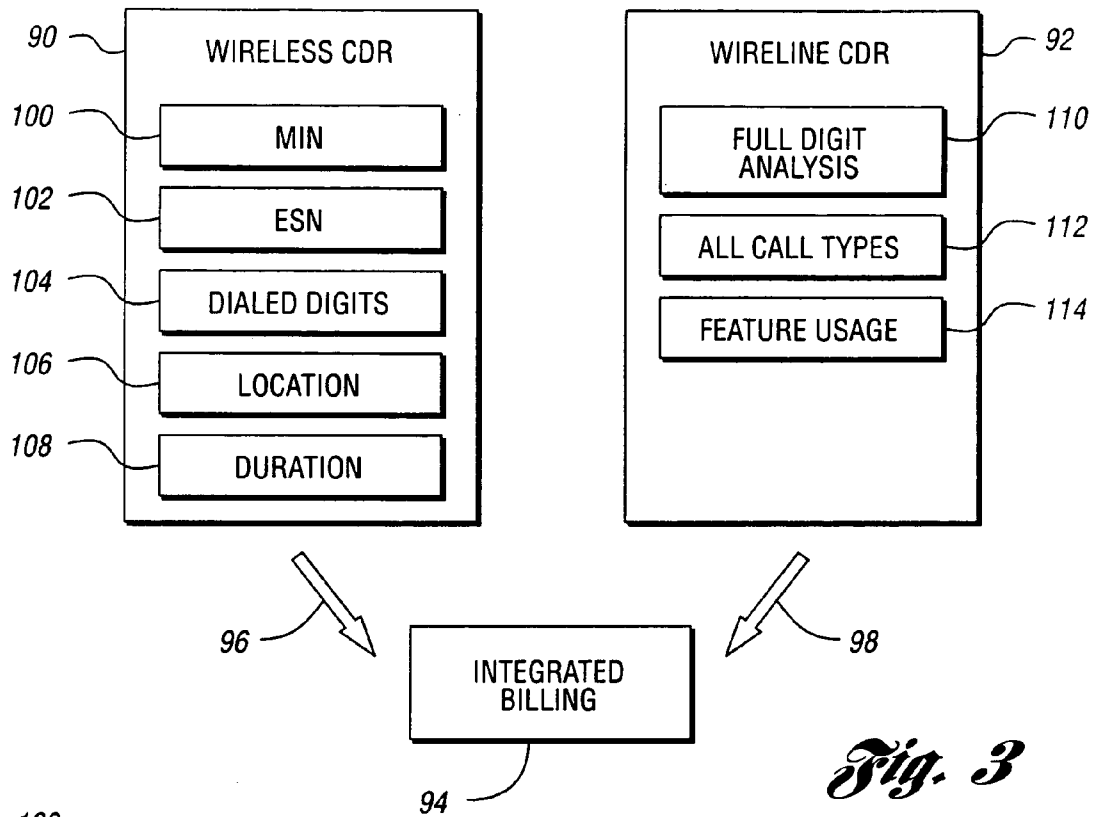 90
WIRELESS CDR
100
MIN
102
ESN
104
DIALED DIGITS
106
LOCATION
108
DURATION
WIRELINE CDR
92
FULL DIGIT
ANALYSIS
110
ALL CALL TYPES
112
FEATURE USAGE
114
96
98
INTEGRATED
BILLING
94
Fig. 3